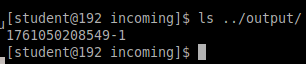 [student@192 incoming]$ ls ../output/
1761050208549-1
[student@192 incoming]$